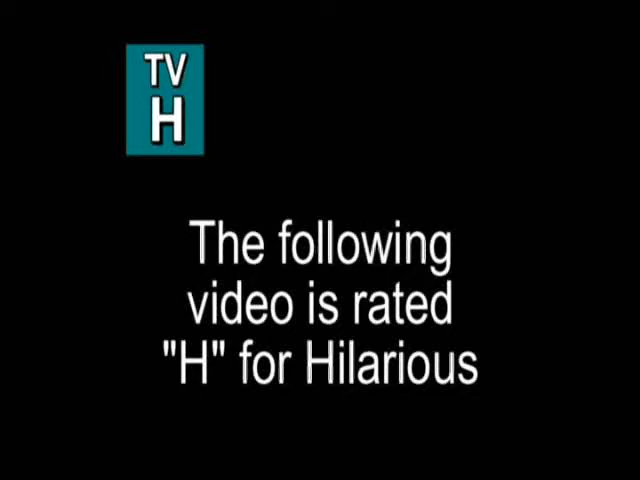 TV
H
The following
video is rated
"H" for Hilarious